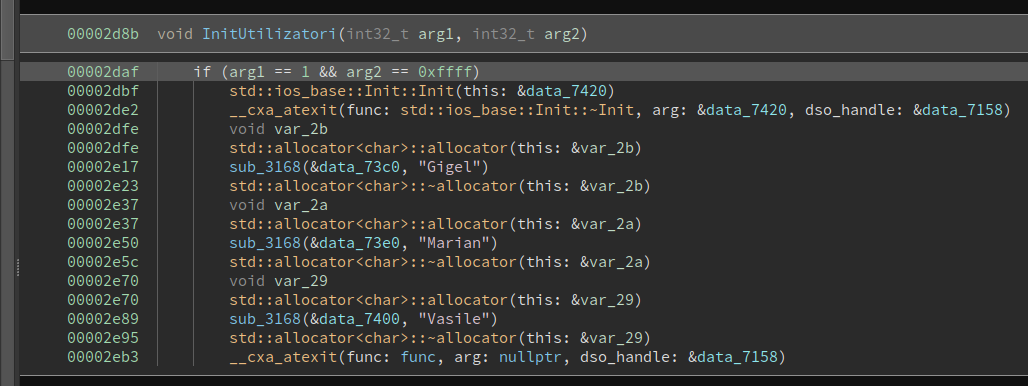 00002d8b void InitUtilizatori(int32_t arg1, int32_t arg2)
00002daf if (arg1 == 1 && arg2 == 0xffff)
00002dbf std::ios_base::Init::Init(this: &data_7420)
00002de2 __cxa_atexit(func: std::ios_base::Init::~Init, arg: &data_7420, dso_handle: &data_7158)
00002dfe void var_2b
00002dfe std::allocator<char>::allocator(this: &var_2b)
00002e17 sub_3168(&data_73c0, "Gigel")
00002e23 std::allocator<char>::~allocator(this: &var_2b)
00002e37 void var_2a
00002e37 std::allocator<char>::allocator(this: &var_2a)
00002e50 sub_3168(&data_73e0, "Marian")
00002e5c std::allocator<char>::~allocator(this: &var_2a)
00002e70 void var_29
00002e70 std::allocator<char>::allocator(this: &var_29)
00002e89 sub_3168(&data_7400, "Vasile")
00002e95 std::allocator<char>::~allocator(this: &var_29)
00002eb3 __cxa_atexit(func: func, arg: nullptr, dso_handle: &data_7158)